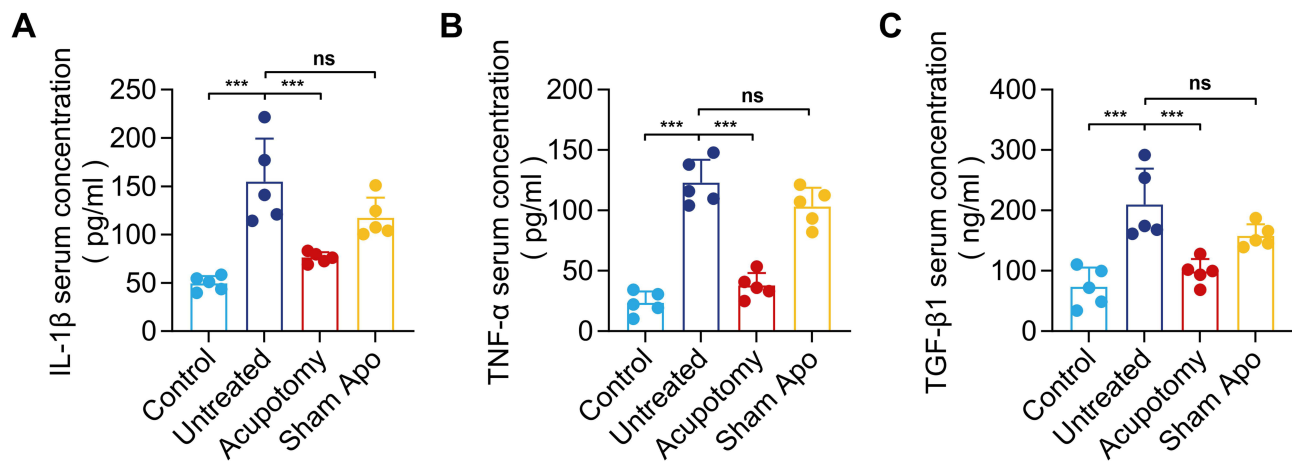 A
IL-1β serum concentration
( pg/ml )
250
200
150
100
50
0
***
***
ns
Control
Untreated
Acupotomy
Sham Apo
B
TNF-α serum concentration
( pg/ml )
200
150
100
50
0
***
***
ns
Control
Untreated
Acupotomy
Sham Apo
C
TGF-β1 serum concentration
( ng/ml )
400
300
200
100
0
***
***
ns
Control
Untreated
Acupotomy
Sham Apo